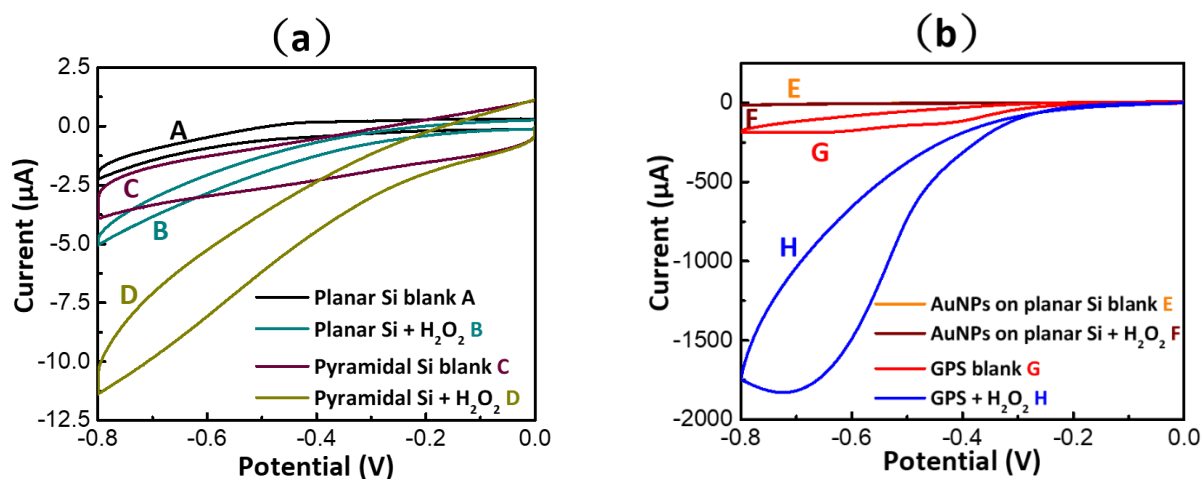 (a)
2.5
0.0
-2.5
-5.0
-7.5
-10.0
-12.5
Current (µA)
A
C
B
D
Planar Si blank A
Planar Si + H₂O₂ B
Pyramidal Si blank C
Pyramidal Si + H₂O₂ D
-0.8 -0.6 -0.4 -0.2 0.0
Potential (V)
(b)
0
-500
-1000
-1500
-2000
Current (µA)
E
F
G
H
AuNPs on planar Si blank E
AuNPs on planar Si + H₂O₂ F
GPS blank G
GPS + H₂O₂ H
-0.8 -0.6 -0.4 -0.2 0.0
Potential (V)